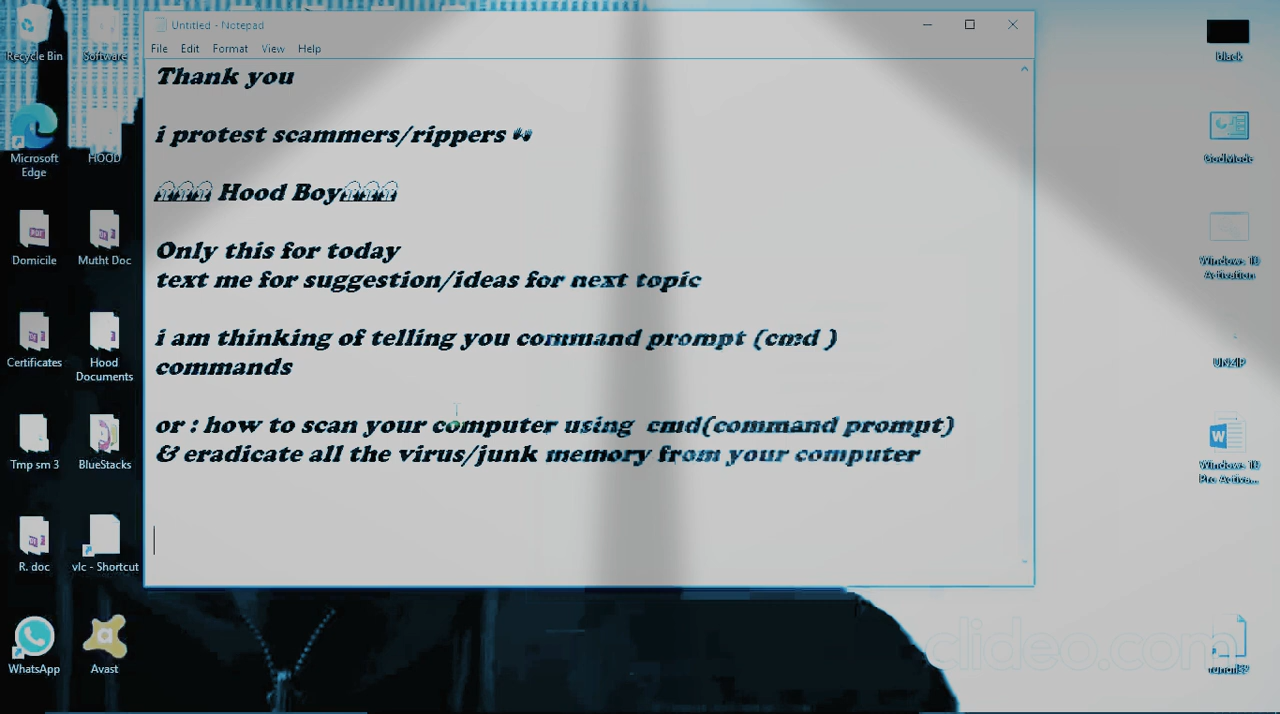 Untitled - Notepad
File Edit Format View Help
Thank you
i protest scammers/rippers 👐
Hood Boy
Only this for today
text me for suggestion/ideas for next topic
i am thinking of telling you command prompt (cmd )
commands
or : how to scan your computer using cmd(command prompt)
& eradicate all the virus/junk memory from your computer
Recycle Bin
Software
Microsoft
Edge
HOOD
Domicile
Mutht Doc
Certificates
Hood
Documents
Tmp sm 3
BlueStacks
R. doc
vlc - Shortcut
WhatsApp
Avast
black
GodMode
Windows 10
Activation
UNZIP
Windows 10
Pro Activa...
clideo.com